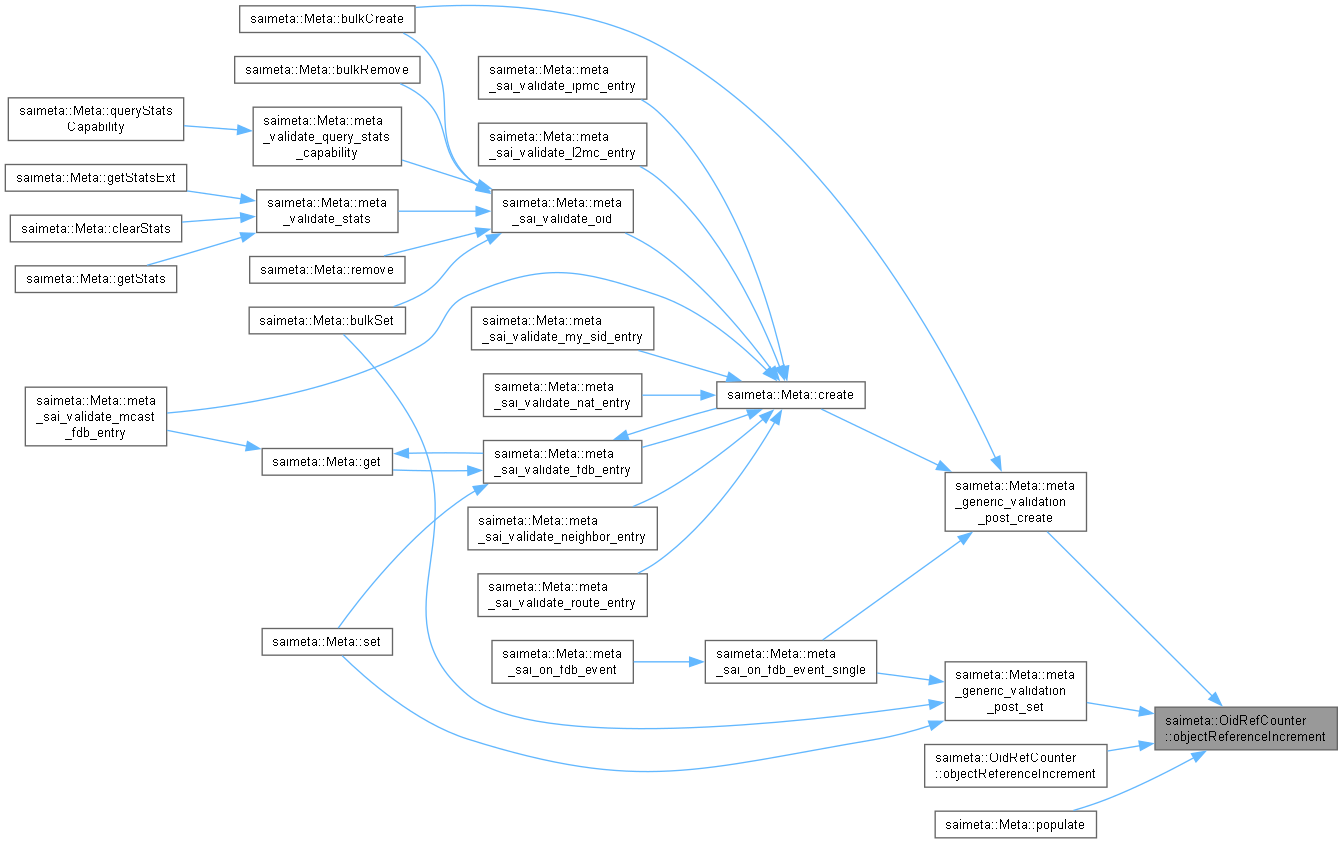 saimeta::Meta::bulkCreate
saimeta::Meta::bulkRemove
saimeta::Meta::queryStats
Capability
saimeta::Meta::meta
_validate_query_stats
_capability
saimeta::Meta::getStatsExt
saimeta::Meta::clearStats
saimeta::Meta::getStats
saimeta::Meta::meta
_validate_stats
saimeta::Meta::remove
saimeta::Meta::bulkSet
saimeta::Meta::meta
_sai_validate_mcast
_fdb_entry
saimeta::Meta::get
saimeta::Meta::set
saimeta::Meta::meta
_sai_validate_ipmc_entry
saimeta::Meta::meta
_sai_validate_l2mc_entry
saimeta::Meta::meta
_sai_validate_oid
saimeta::Meta::meta
_sai_validate_my_sid_entry
saimeta::Meta::meta
_sai_validate_nat_entry
saimeta::Meta::meta
_sai_validate_fdb_entry
saimeta::Meta::meta
_sai_validate_neighbor_entry
saimeta::Meta::meta
_sai_validate_route_entry
saimeta::Meta::meta
_sai_on_fdb_event
saimeta::Meta::create
saimeta::Meta::meta
_sai_on_fdb_event_single
saimeta::Meta::meta
_generic_validation
_post_create
saimeta::Meta::meta
_generic_validation
_post_set
saimeta::OidRefCounter
::objectReferenceIncrement
saimeta::Meta::populate
saimeta::OidRefCounter
::objectReferenceIncrement